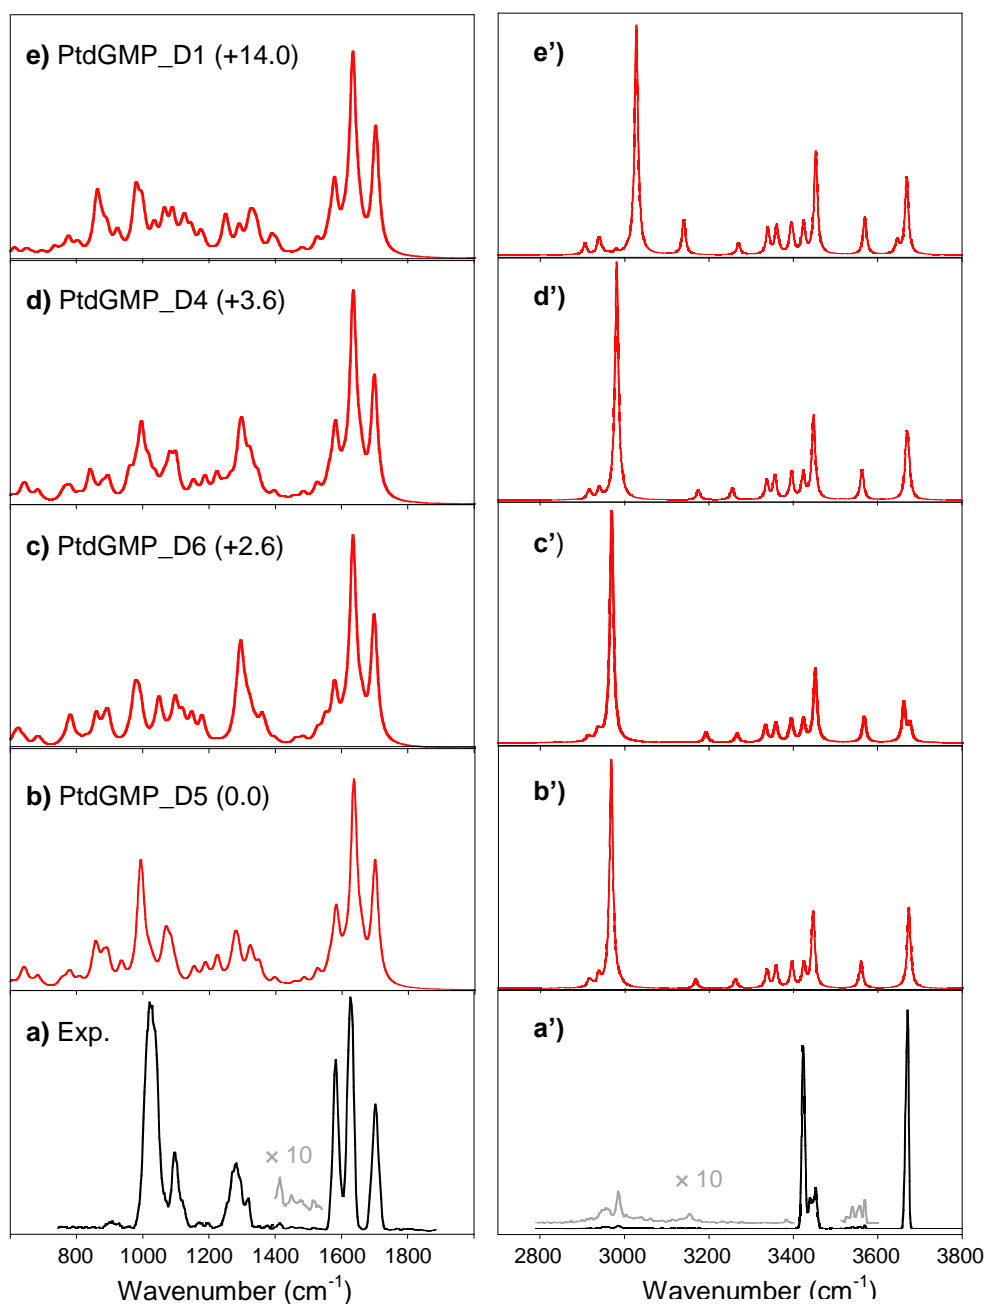 e) PtdGMP_D1 (+14.0)
e')
d) PtdGMP_D4 (+3.6)
d')
c) PtdGMP_D6 (+2.6)
c')
b) PtdGMP_D5 (0.0)
b')
a) Exp.
a')
× 10
× 10
800 1000 1200 1400 1600 1800
2800 3000 3200 3400 3600 3800
Wavenumber (cm-1)
Wavenumber (cm-1)